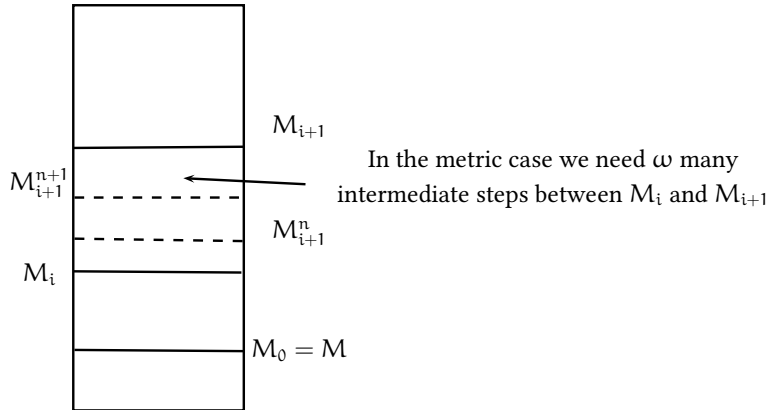 M_{i+1}
In the metric case we need ω many
M_{i+1}^{n+1}
intermediate steps between M_i and M_{i+1}
M_{i+1}^n
M_i
M_0 = M